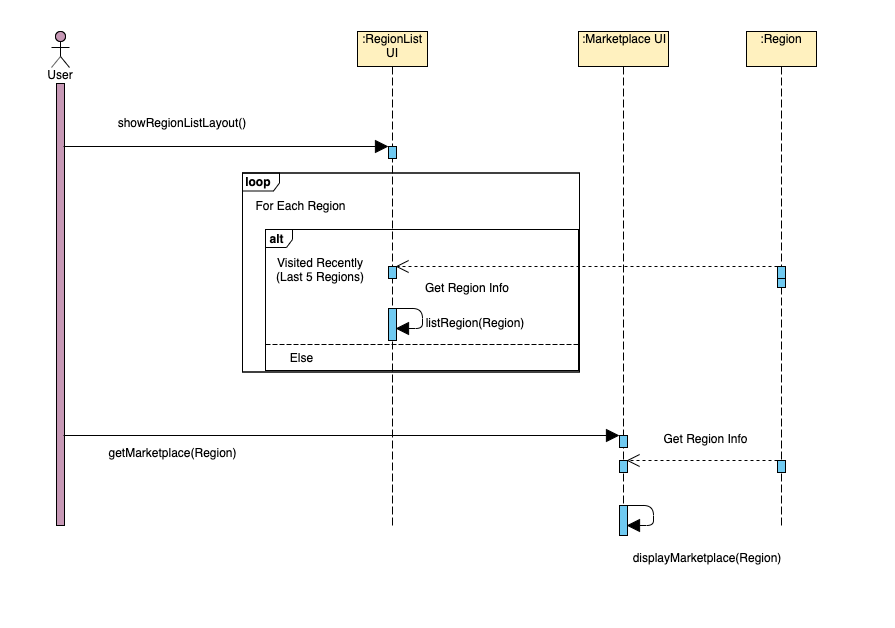 :RegionList
UI
:Marketplace UI
:Region
User
showRegionListLayout()
loop
For Each Region
alt
Visited Recently
(Last 5 Regions)
Get Region Info
listRegion(Region)
Else
Get Region Info
getMarketplace(Region)
displayMarketplace(Region)